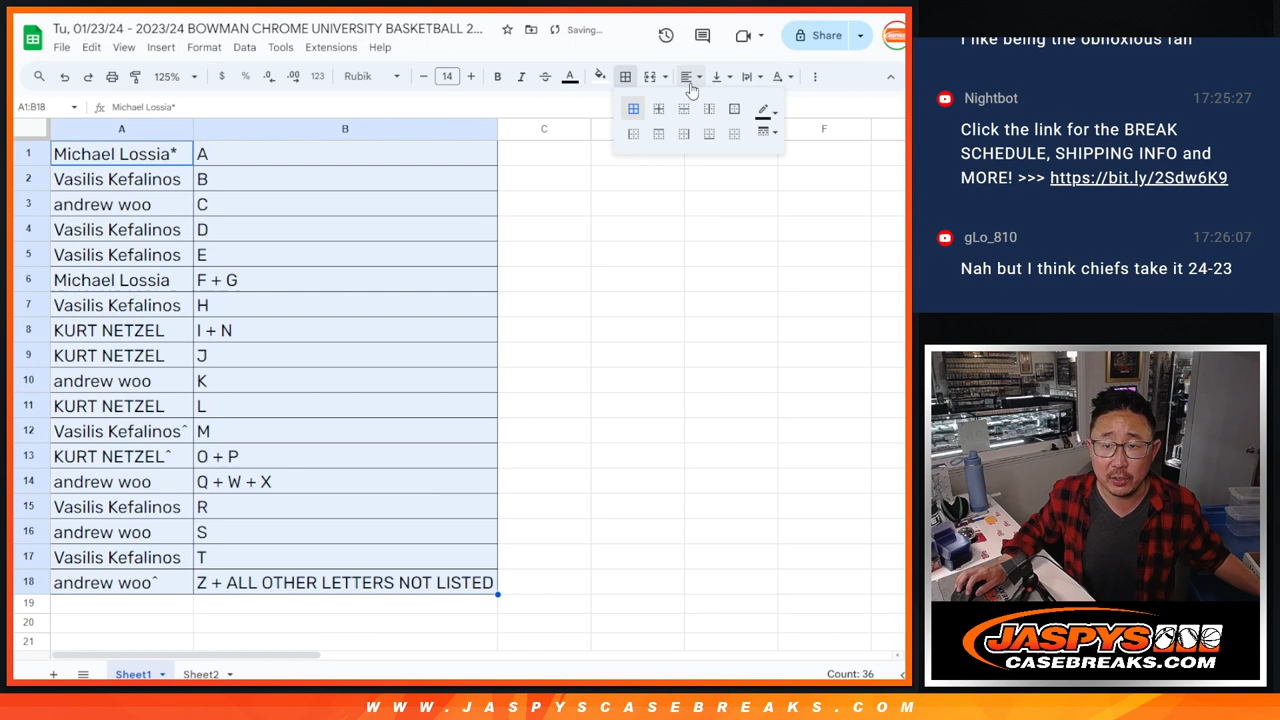 Tu, 01/23/24 - 2023/24 BOWMAN CHROME UNIVERSITY BASKETBALL 2...
Saving...
File Edit View Insert Format Data Tools Extensions Help
Share
125% $ % .0 .00 123 Rubik 14 B I
A1:B18 Michael Lossia*
A B C F
1 Michael Lossia* A
2 Vasilis Kefalinos B
3 andrew woo C
4 Vasilis Kefalinos D
5 Vasilis Kefalinos E
6 Michael Lossia F + G
7 Vasilis Kefalinos H
8 KURT NETZEL I + N
9 KURT NETZEL J
10 andrew woo K
11 KURT NETZEL L
12 Vasilis Kefalinos^ M
13 KURT NETZEL^ O + P
14 andrew woo Q + W + X
15 Vasilis Kefalinos R
16 andrew woo S
17 Vasilis Kefalinos T
18 andrew woo^ Z + ALL OTHER LETTERS NOT LISTED
19
20
21
Sheet1 Sheet2 Count: 36
I like being the obnoxious fan
Nightbot 17:25:27
Click the link for the BREAK
SCHEDULE, SHIPPING INFO and
MORE! >>> https://bit.ly/2Sdw6K9
gLo_810 17:26:07
Nah but I think chiefs take it 24-23
JASPYS
CASEBREAKS.COM
WWW.JASPYSCASEBREAKS.COM